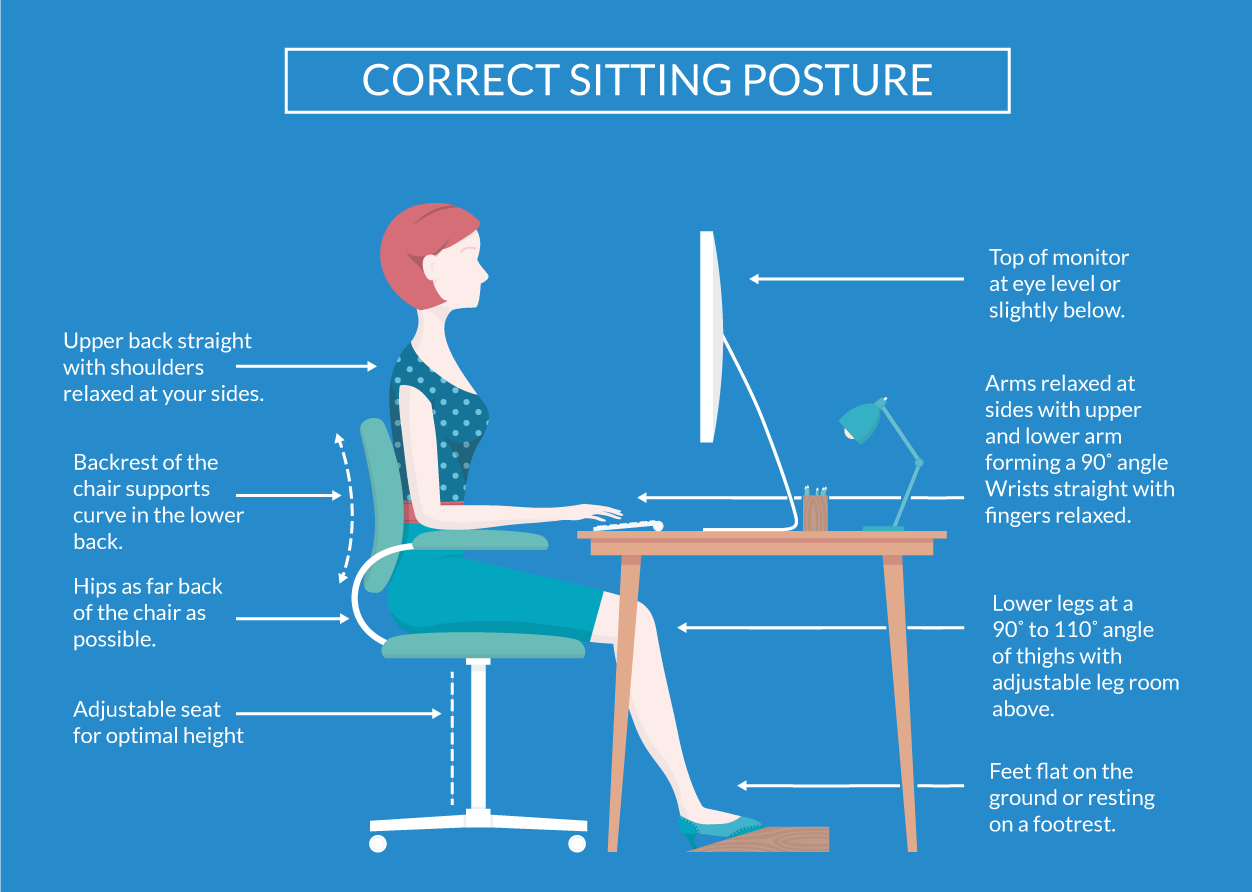 CORRECT SITTING POSTURE
Upper back straight
with shoulders
relaxed at your sides.
Backrest of the
chair supports
curve in the lower
back.
Hips as far back
of the chair as
possible.
Adjustable seat
for optimal height
Top of monitor
at eye level or
slightly below.
Arms relaxed at
sides with upper
and lower arm
forming a 90° angle
Wrists straight with
fingers relaxed.
Lower legs at a
90° to 110° angle
of thighs with
adjustable leg room
above.
Feet flat on the
ground or resting
on a footrest.